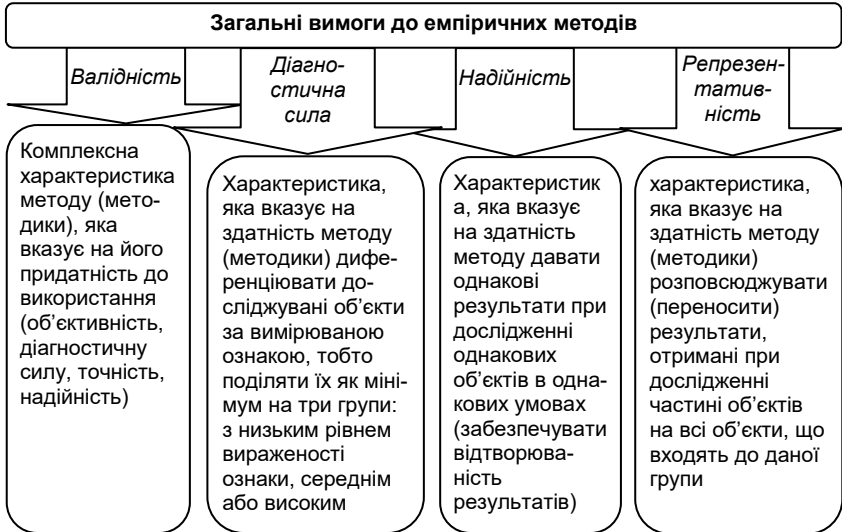 Загальні вимоги до емпіричних методів
Валідність
Діагно-
стична
сила
Надійність
Репрезен-
татив-
ність
Комплексна
характеристика
методу (мето-
дики), яка
вказує на його
придатність до
використання
(об’єктивність,
діагностичну
силу, точність,
надійність)
Характеристика,
яка вказує на
здатність методу
(методики) дифе-
ренціювати до-
сліджувані об’єкти
за вимірюваною
ознакою, тобто
поділяти їх як міні-
мум на три групи:
з низьким рівнем
вираженості
ознаки, середнім
або високим
Характеристик
а, яка вказує
на здатність
методу давати
однакові
результати при
дослідженні
однакових
об’єктів в одна-
кових умовах
(забезпечувати
відтворюва-
ність
результатів)
характеристика,
яка вказує на
здатність методу
(методики)
розповсюджувати
(переносити)
результати,
отримані при
дослідженні
частині об’єктів
на всі об’єкти, що
входять до даної
групи